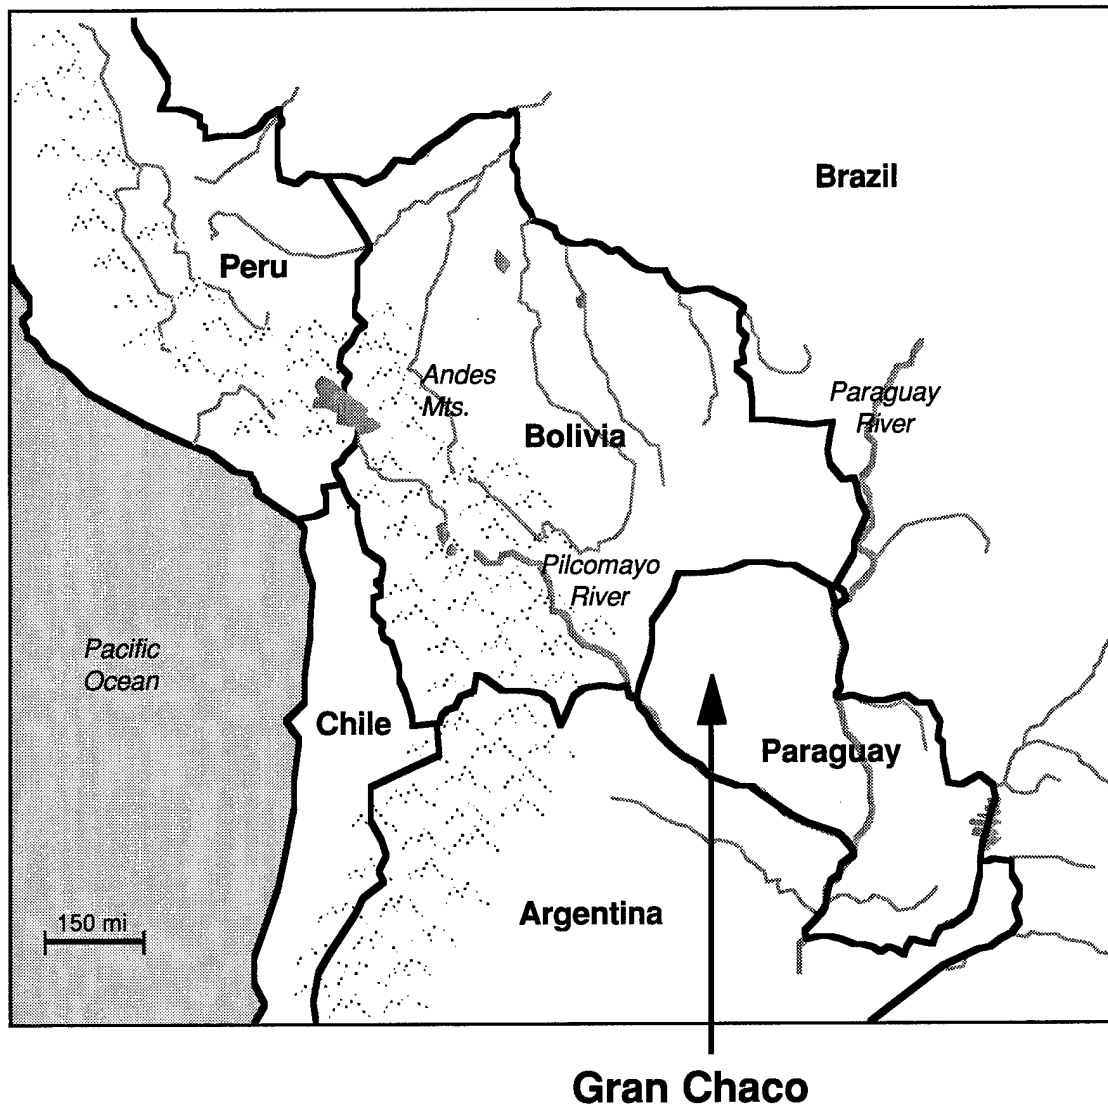 Brazil
Peru
Andes
Mts.
Paraguay
River
Bolivia
Pilcomayo
River
Pacific
Ocean
Chile
Paraguay
150 mi
Argentina
Gran Chaco